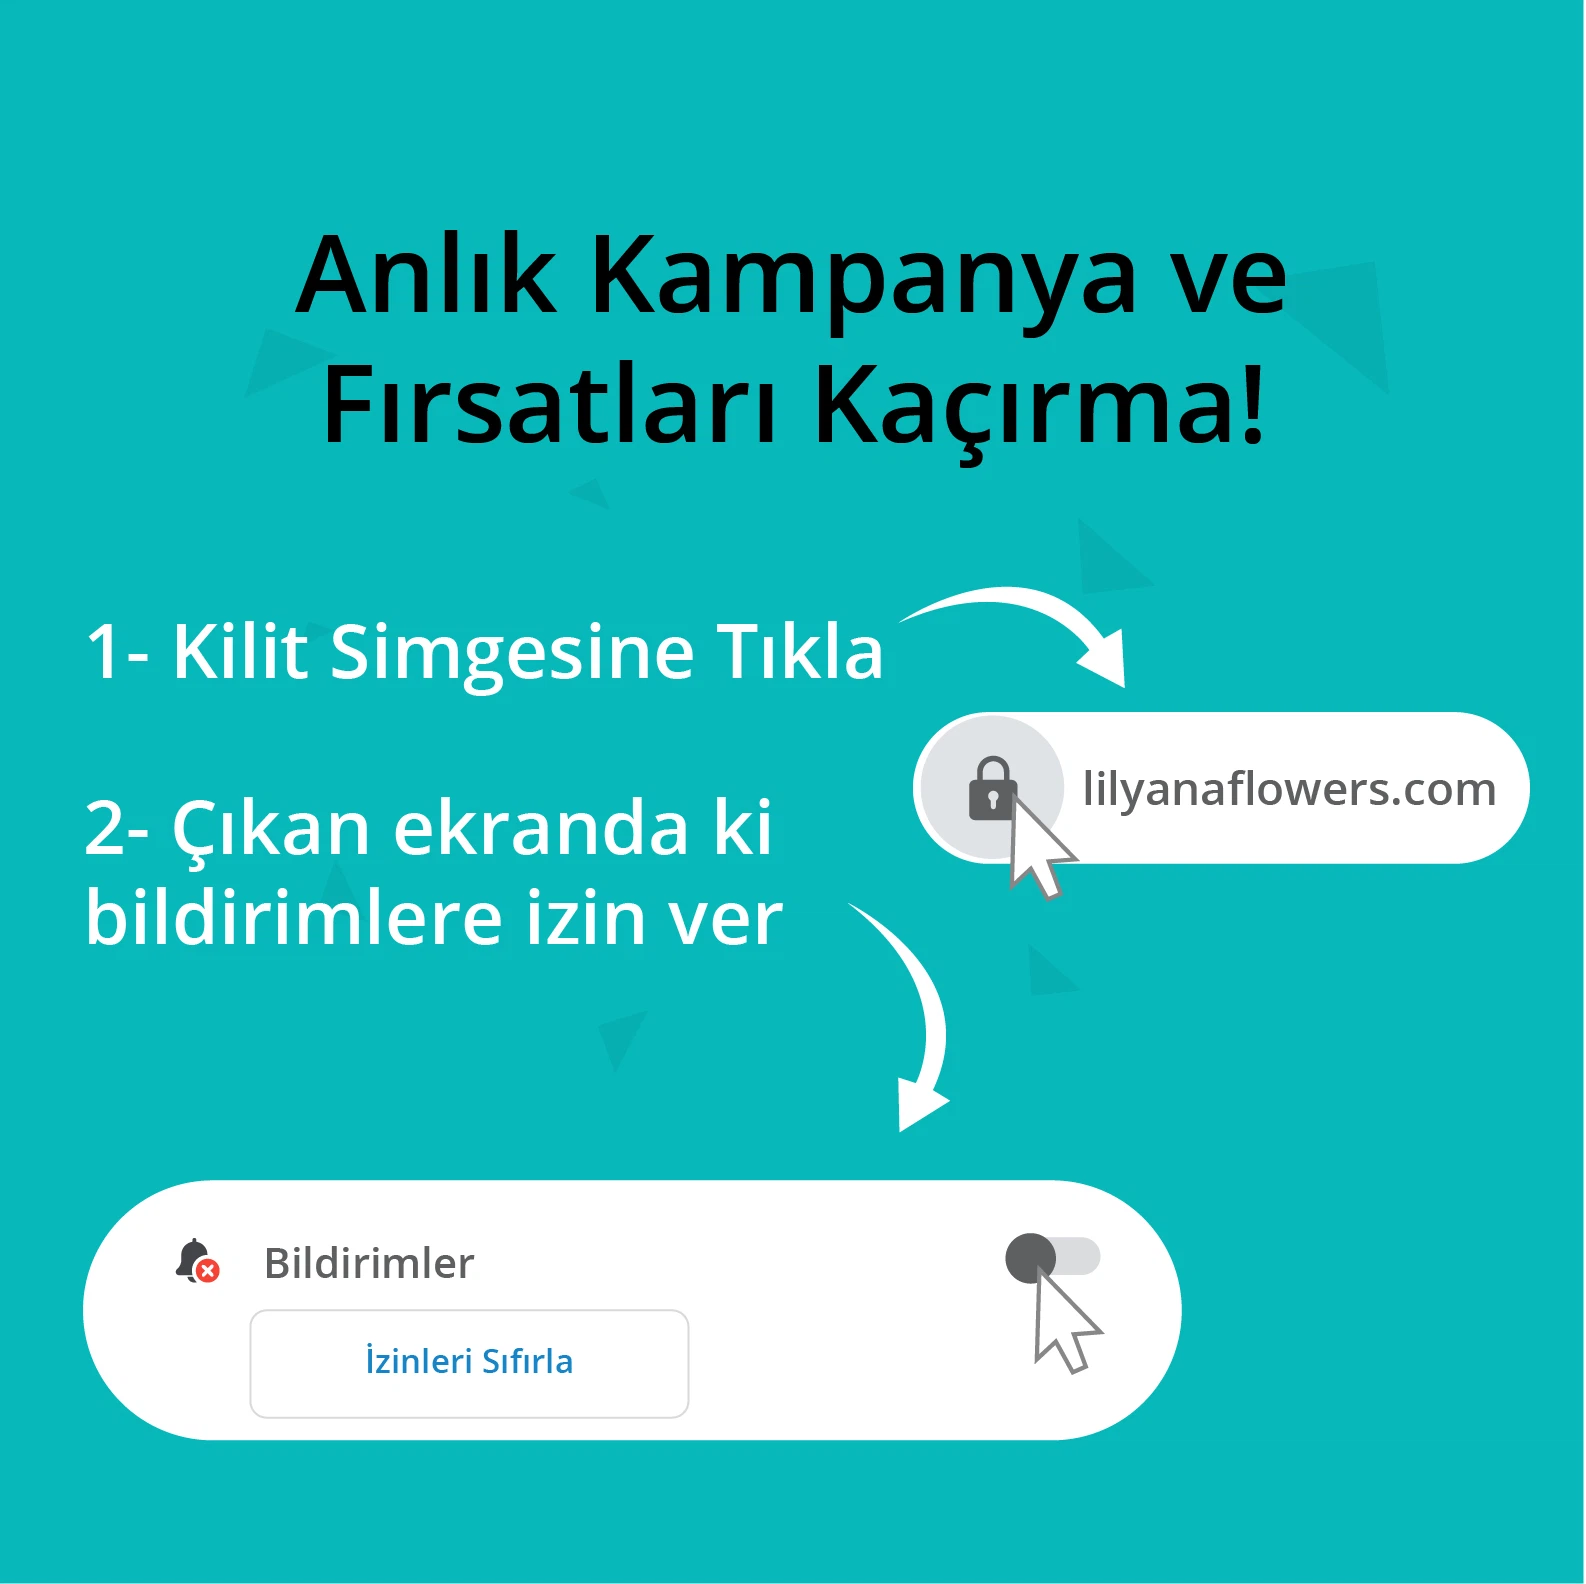 Anlık Kampanya ve
Fırsatları Kaçırma!
1- Kilit Simgesine Tıkla
lilyanaflowers.com
2- Çıkan ekranda ki
bildirimlere izin ver
Bildirimler
İzinleri Sıfırla